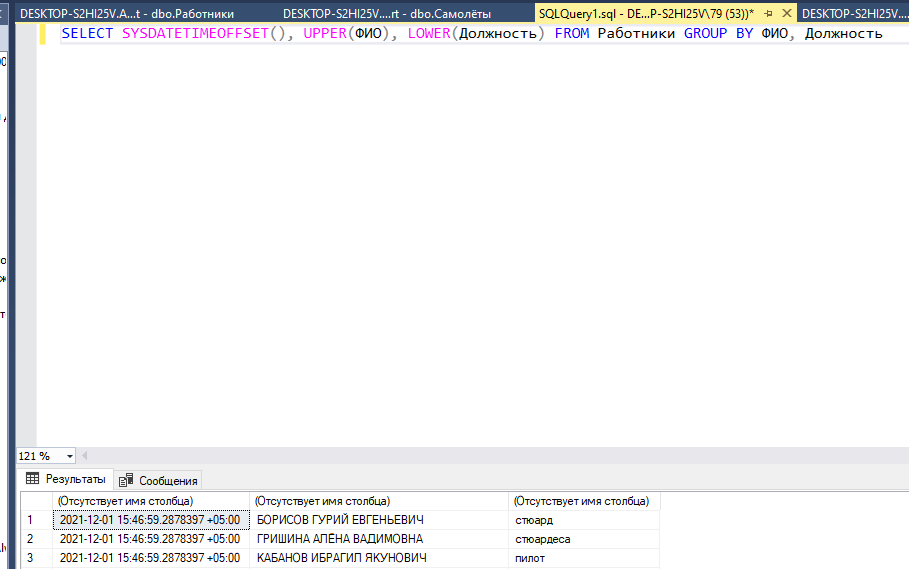 DESKTOP-S2HI25V.A...t - dbo.Работники
DESKTOP-S2HI25V....rt - dbo.Самолёты
SQLQuery1.sql - DE...P-S2HI25V\79 (53))*
DESKTOP-S2HI25V....
SELECT SYSDATETIMEOFFSET(), UPPER(ФИО), LOWER(Должность) FROM Работники GROUP BY ФИО, Должность
121 %
Результаты
Сообщения
(Отсутствует имя столбца) (Отсутствует имя столбца) (Отсутствует имя столбца)
1 2021-12-01 15:46:59.2878397 +05:00 БОРИСОВ ГУРИЙ ЕВГЕНЬЕВИЧ стюард
2 2021-12-01 15:46:59.2878397 +05:00 ГРИШИНА АЛЁНА ВАДИМОВНА стюардеса
3 2021-12-01 15:46:59.2878397 +05:00 КАБАНОВ ИБРАГИЛ ЯКУНОВИЧ пилот